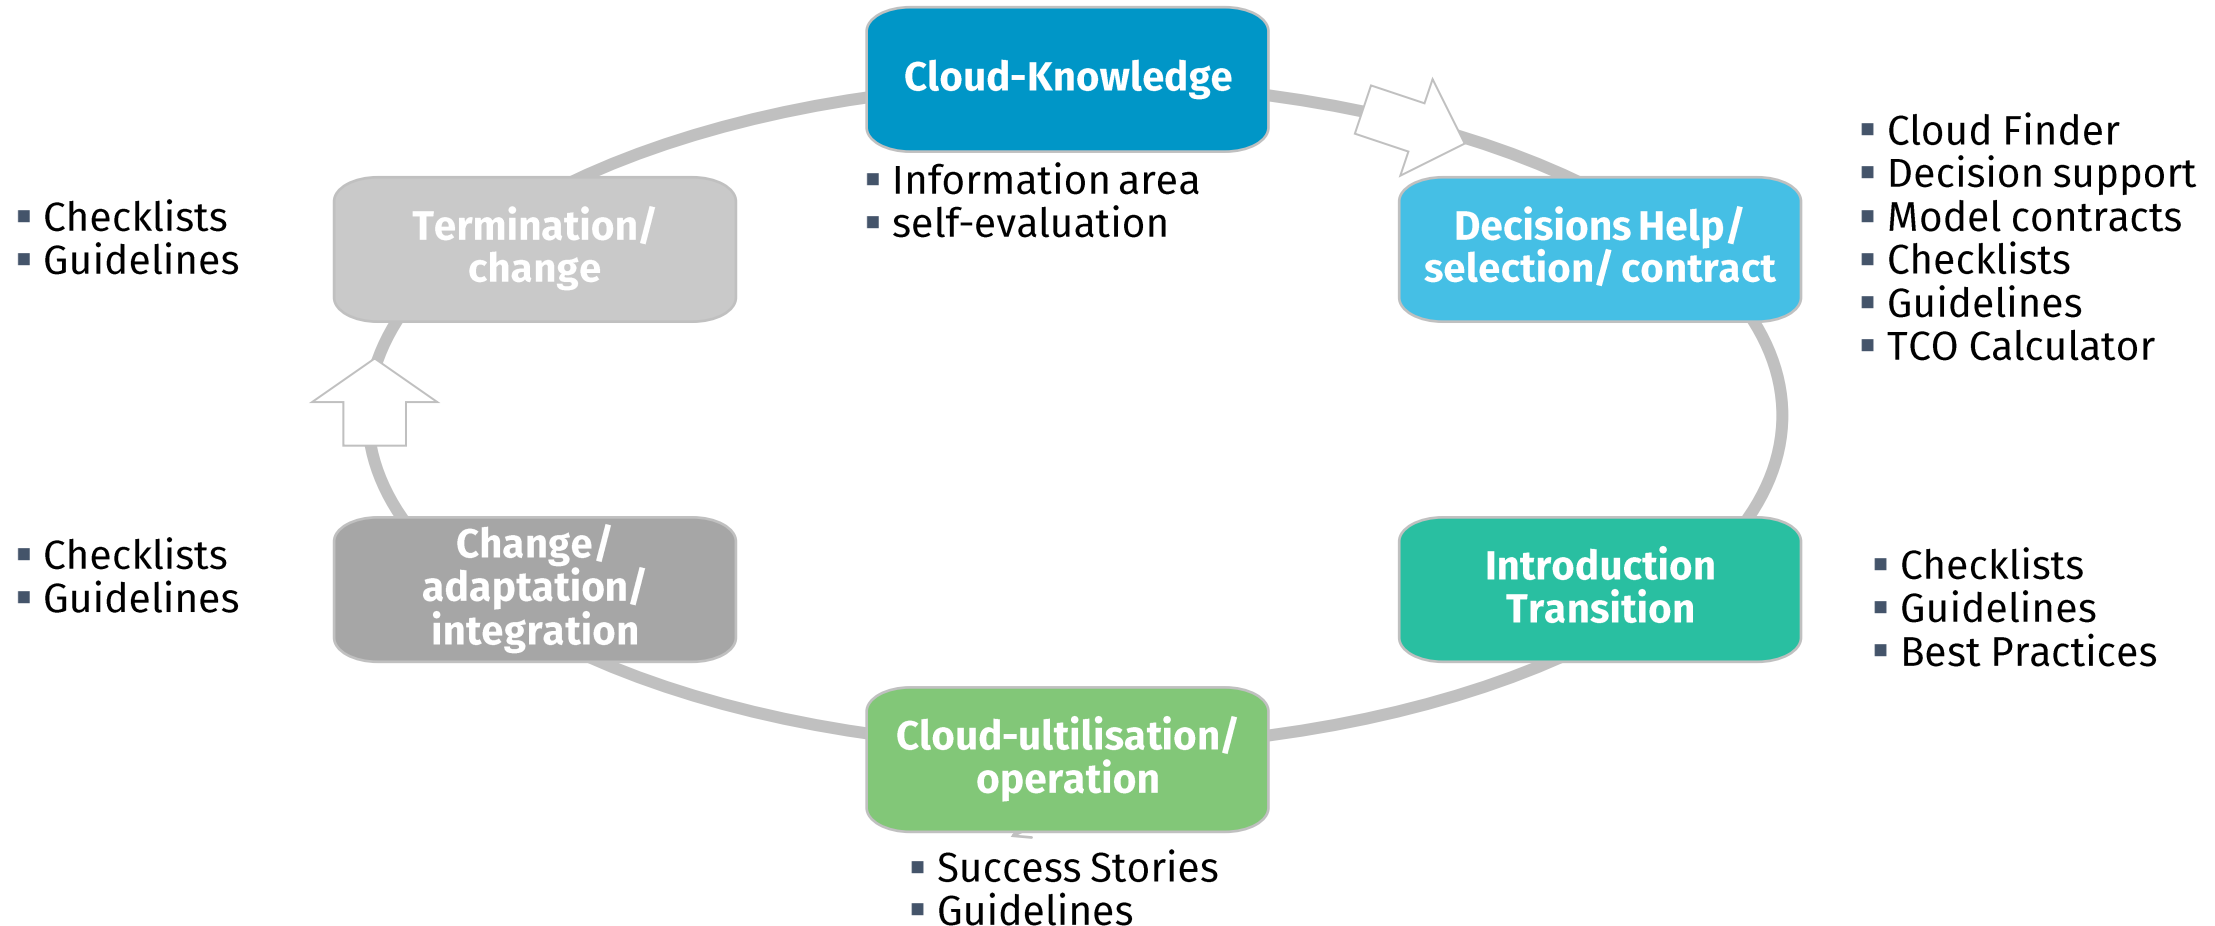 Cloud-Knowledge
▪ Information area
▪ self-evaluation
Decisions Help/
selection/ contract
▪ Cloud Finder
▪ Decision support
▪ Model contracts
▪ Checklists
▪ Guidelines
▪ TCO Calculator
Introduction
Transition
▪ Checklists
▪ Guidelines
▪ Best Practices
Cloud-ultilisation/
operation
▪ Success Stories
▪ Guidelines
Change/
adaptation/
integration
▪ Checklists
▪ Guidelines
Termination/
change
▪ Checklists
▪ Guidelines